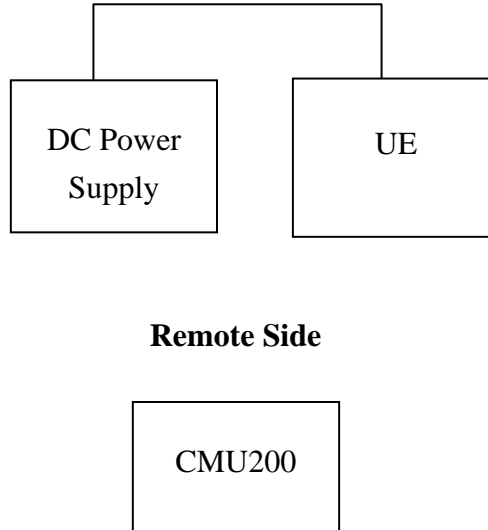 DC Power
Supply
UE
Remote Side
CMU200